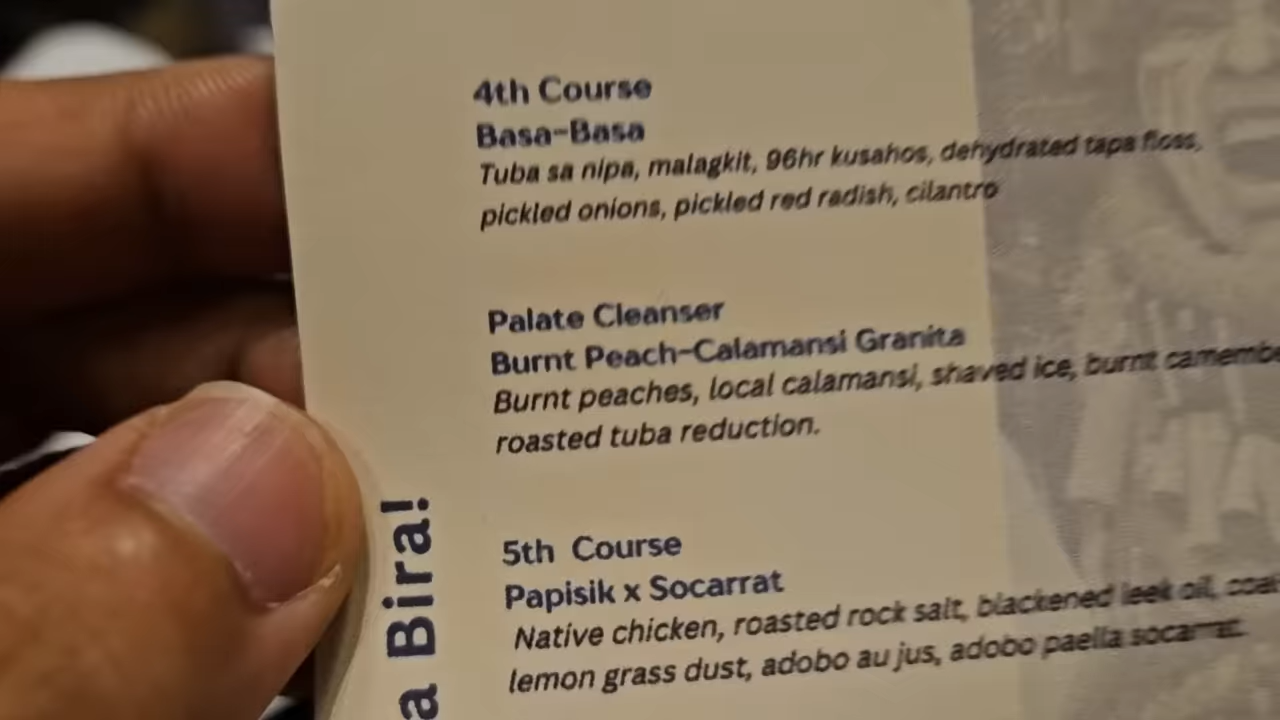 4th Course
Basa-Basa
Tuba sa nipa, malagkit, 96hr kusahos, dehydrated tapa floss,
pickled onions, pickled red radish, cilantro
Palate Cleanser
Burnt Peach-Calamansi Granita
Burnt peaches, local calamansi, shaved ice, burnt
roasted tuba reduction.
5th Course
Papisik x Socarrat
Native chicken, roasted rock salt, blackened leek oil,
lemon grass dust, adobo au jus, adobo paella socarrat.
a Bira!